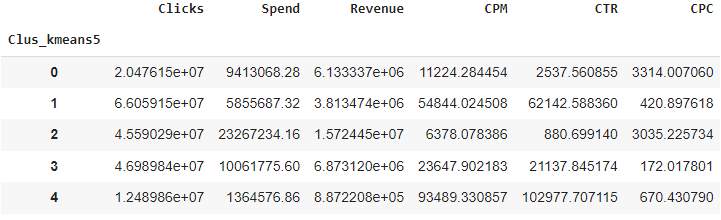 Clicks Spend Revenue CPM CTR CPC
Clus_kmeans5
0 2.047615e+07 9413068.28 6.133337e+06 11224.284454 2537.560855 3314.007060
1 6.605915e+07 5855687.32 3.813474e+06 54844.024508 62142.588360 420.897618
2 4.559029e+07 23267234.16 1.572445e+07 6378.078386 880.699140 3035.225734
3 4.698984e+07 10061775.60 6.873120e+06 23647.902183 21137.845174 172.017801
4 1.248986e+07 1364576.86 8.872208e+05 93489.330857 102977.707115 670.430790